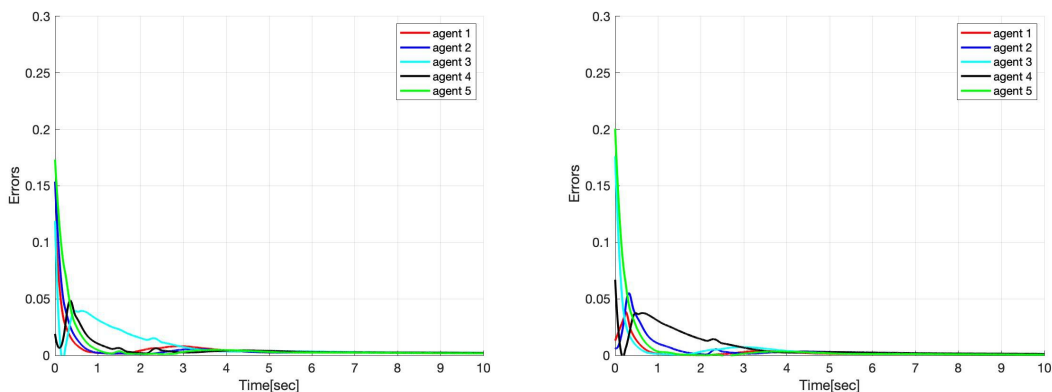 0.3
0.25
0.2
0.15
0.1
0.05
0
Errors
0 1 2 3 4 5 6 7 8 9 10
Time[sec]
agent 1
agent 2
agent 3
agent 4
agent 5
0.3
0.25
0.2
0.15
0.1
0.05
0
Errors
0 1 2 3 4 5 6 7 8 9 10
Time[sec]
agent 1
agent 2
agent 3
agent 4
agent 5